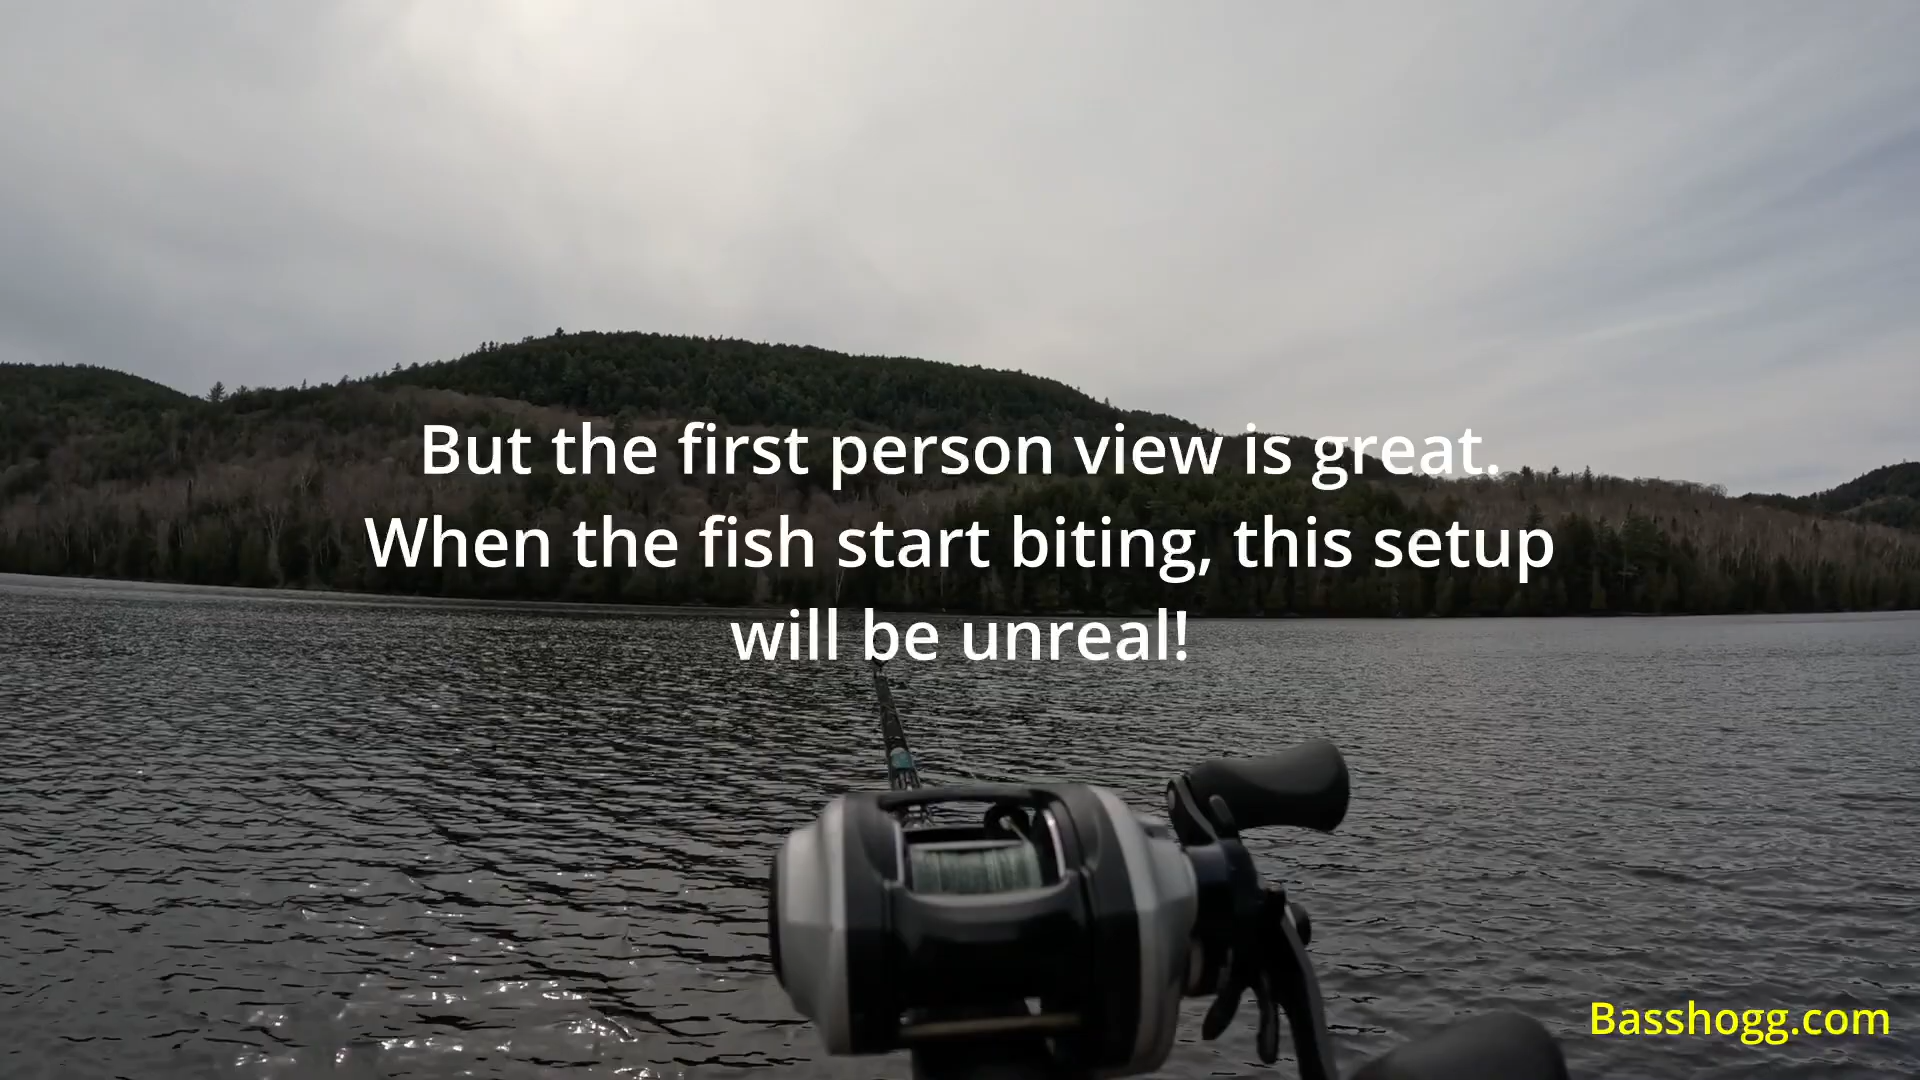 But the first person view is great.
When the fish start biting, this setup
will be unreal!
Basshogg.com